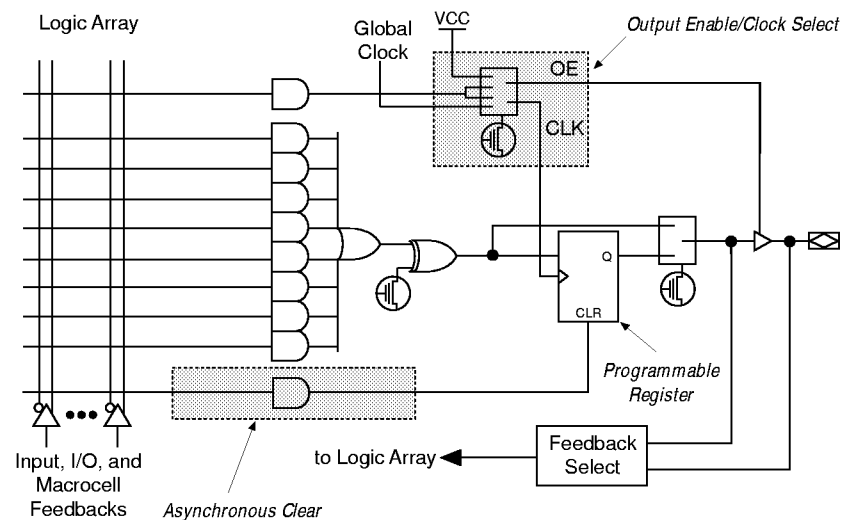 Logic Array
Global
Clock
VCC
Output Enable/Clock Select
OE
CLK
Q
CLR
Programmable
Register
Feedback
Select
to Logic Array
Input, I/O, and
Macrocell
Feedbacks
Asynchronous Clear